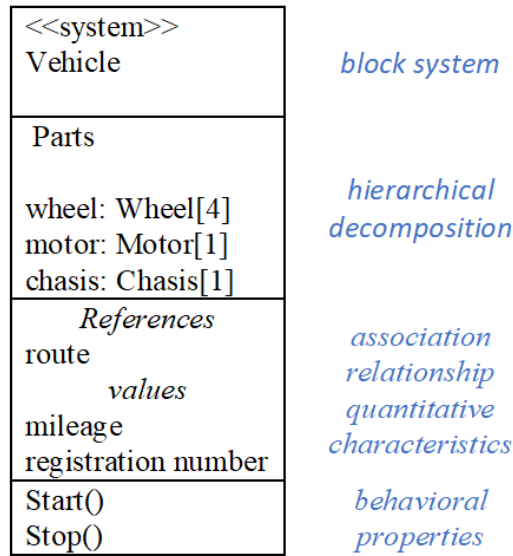 <<system>>
Vehicle
block system
Parts
wheel: Wheel[4]
motor: Motor[1]
chasis: Chasis[1]
hierarchical
decomposition
References
route
values
mileage
registration number
association
relationship
quantitative
characteristics
Start()
Stop()
behavioral
properties